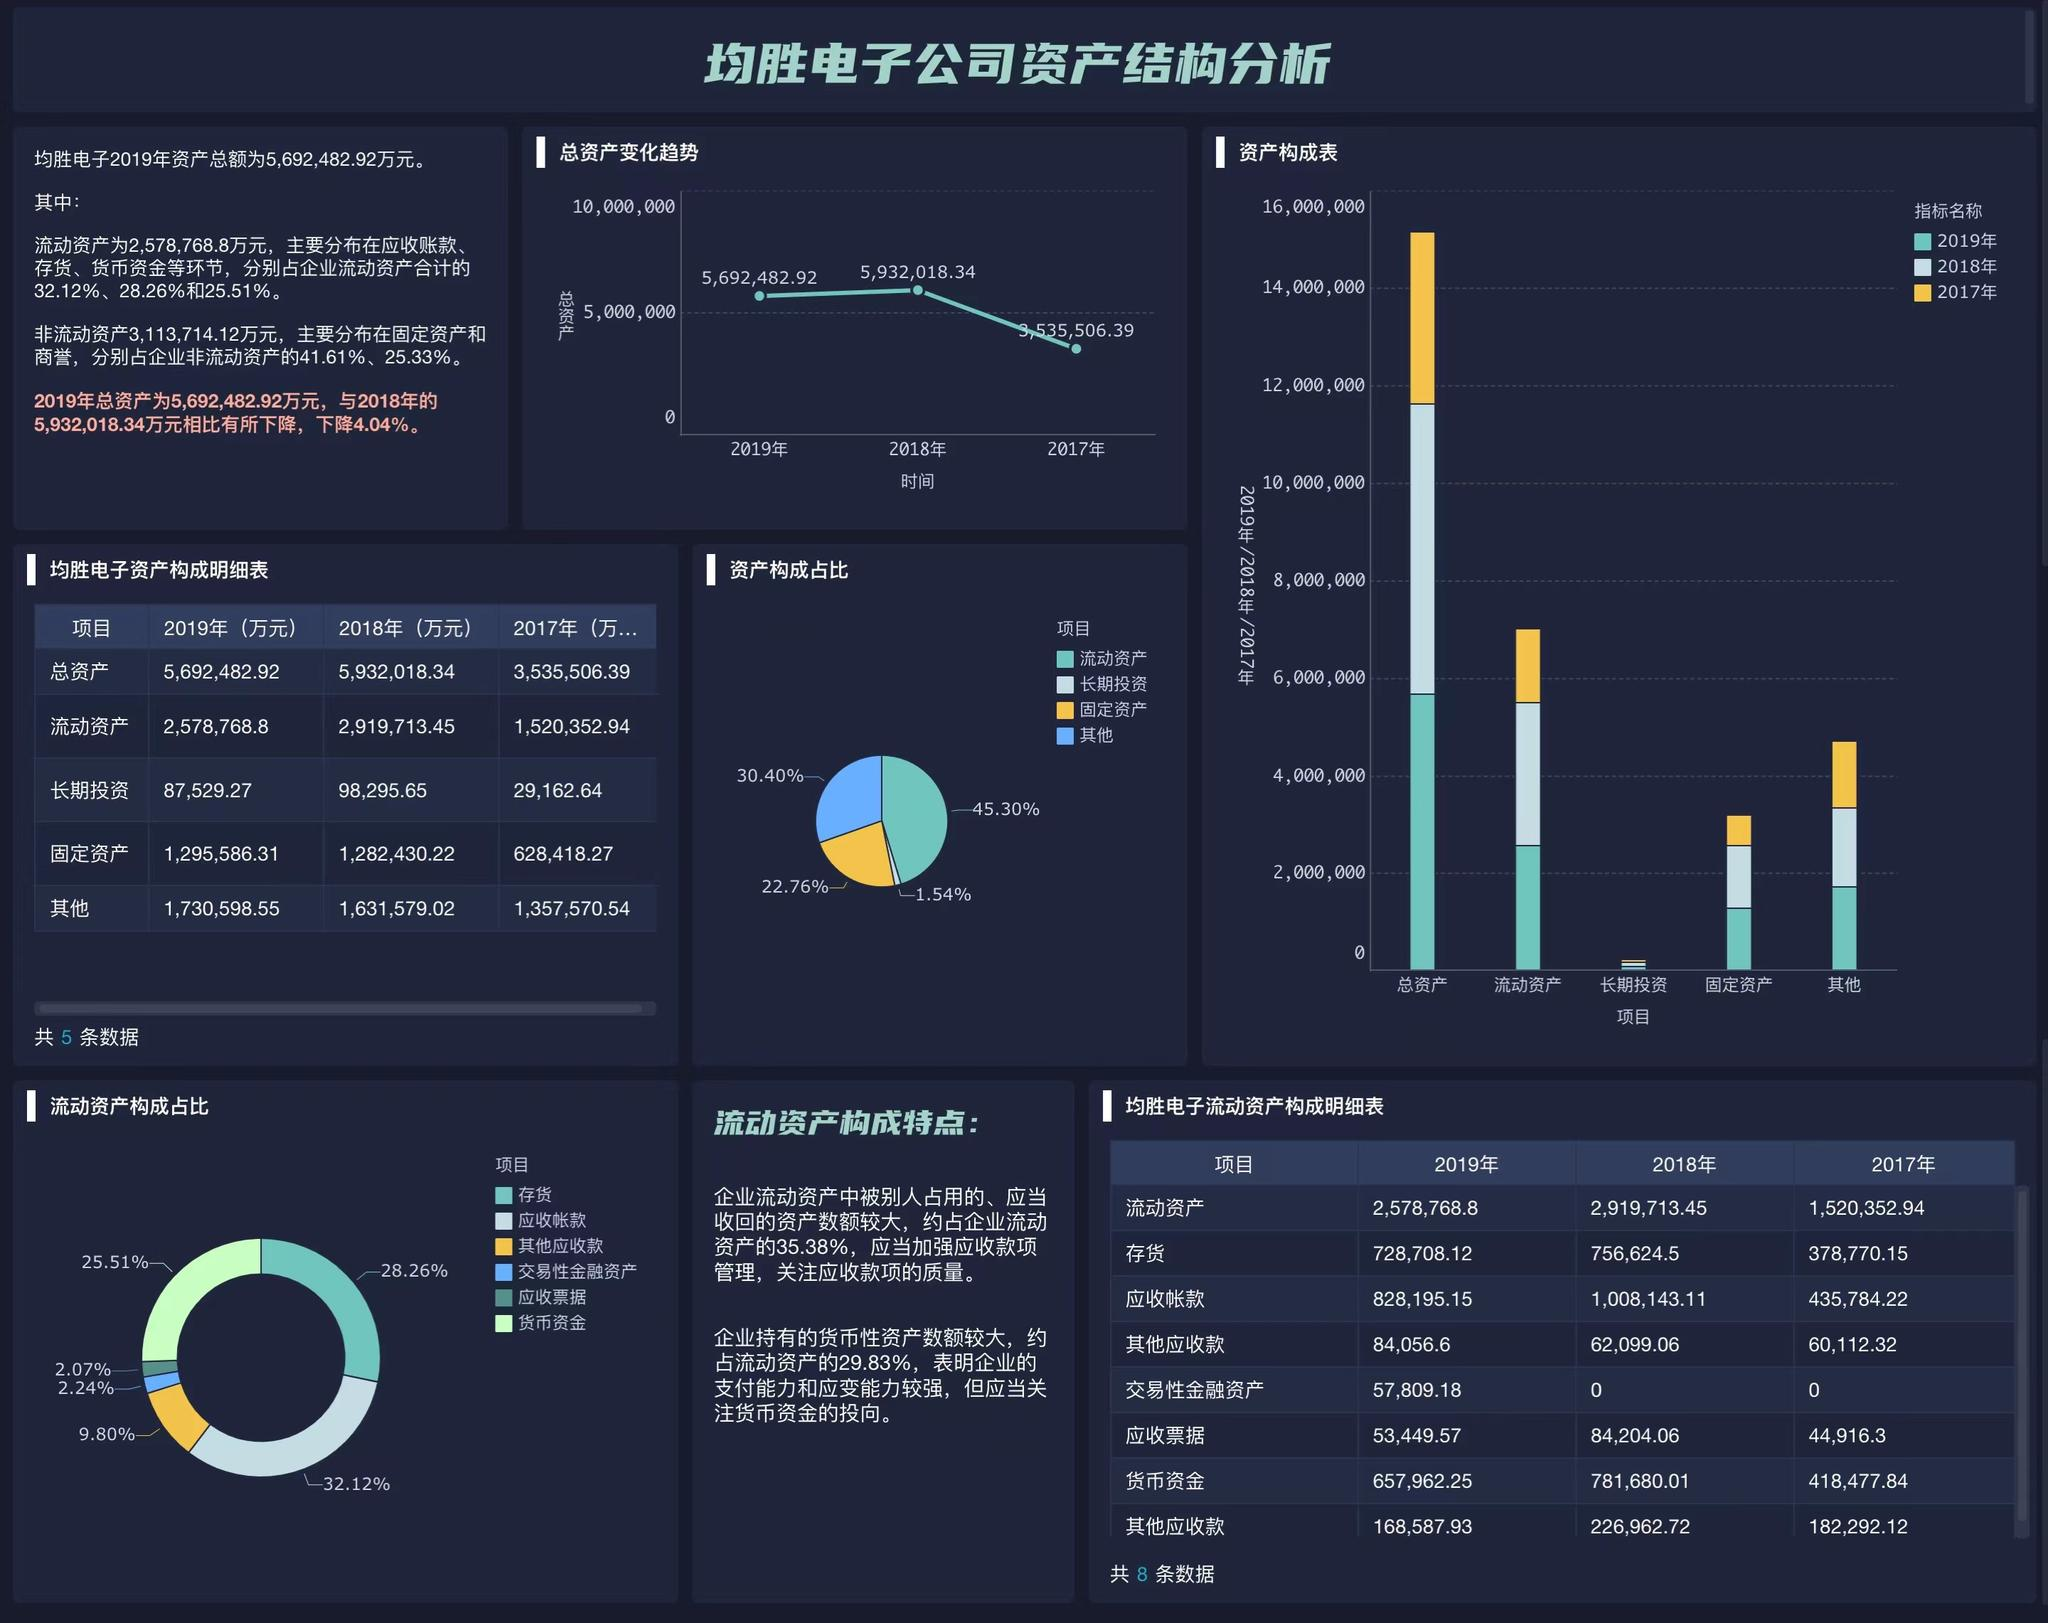 均胜电子公司资产结构分析
均胜电子2019年资产总额为5,692,482.92万元。
其中：
流动资产为2,578,768.8万元，主要分布在应收账款、
存货、货币资金等环节，分别占企业流动资产合计的
32.12%、28.26%和25.51%。
非流动资产3,113,714.12万元，主要分布在固定资产和
商誉，分别占企业非流动资产的41.61%、25.33%。
2019年总资产为5,692,482.92万元，与2018年的
5,932,018.34万元相比有所下降，下降4.04%。
总资产变化趋势
10,000,000
5,000,000
0
总资产
5,692,482.92
5,932,018.34
3,535,506.39
2019年 2018年 2017年
时间
资产构成表
16,000,000
14,000,000
12,000,000
10,000,000
8,000,000
6,000,000
4,000,000
2,000,000
0
2019年/2018年/2017年
总资产 流动资产 长期投资 固定资产 其他
项目
指标名称
2019年
2018年
2017年
均胜电子资产构成明细表
项目 2019年（万元） 2018年（万元） 2017年（万...
总资产 5,692,482.92 5,932,018.34 3,535,506.39
流动资产 2,578,768.8 2,919,713.45 1,520,352.94
长期投资 87,529.27 98,295.65 29,162.64
固定资产 1,295,586.31 1,282,430.22 628,418.27
其他 1,730,598.55 1,631,579.02 1,357,570.54
共 5 条数据
资产构成占比
项目
流动资产
长期投资
固定资产
其他
30.40%
45.30%
22.76%
1.54%
流动资产构成占比
项目
存货
应收帐款
其他应收款
交易性金融资产
应收票据
货币资金
25.51%
28.26%
2.07%
2.24%
9.80%
32.12%
流动资产构成特点：
企业流动资产中被别人占用的、应当
收回的资产数额较大，约占企业流动
资产的35.38%，应当加强应收款项
管理，关注应收款项的质量。
企业持有的货币性资产数额较大，约
占流动资产的29.83%，表明企业的
支付能力和应变能力较强，但应当关
注货币资金的投向。
均胜电子流动资产构成明细表
项目 2019年 2018年 2017年
流动资产 2,578,768.8 2,919,713.45 1,520,352.94
存货 728,708.12 756,624.5 378,770.15
应收帐款 828,195.15 1,008,143.11 435,784.22
其他应收款 84,056.6 62,099.06 60,112.32
交易性金融资产 57,809.18 0 0
应收票据 53,449.57 84,204.06 44,916.3
货币资金 657,962.25 781,680.01 418,477.84
其他应收款 168,587.93 226,962.72 182,292.12
共 8 条数据